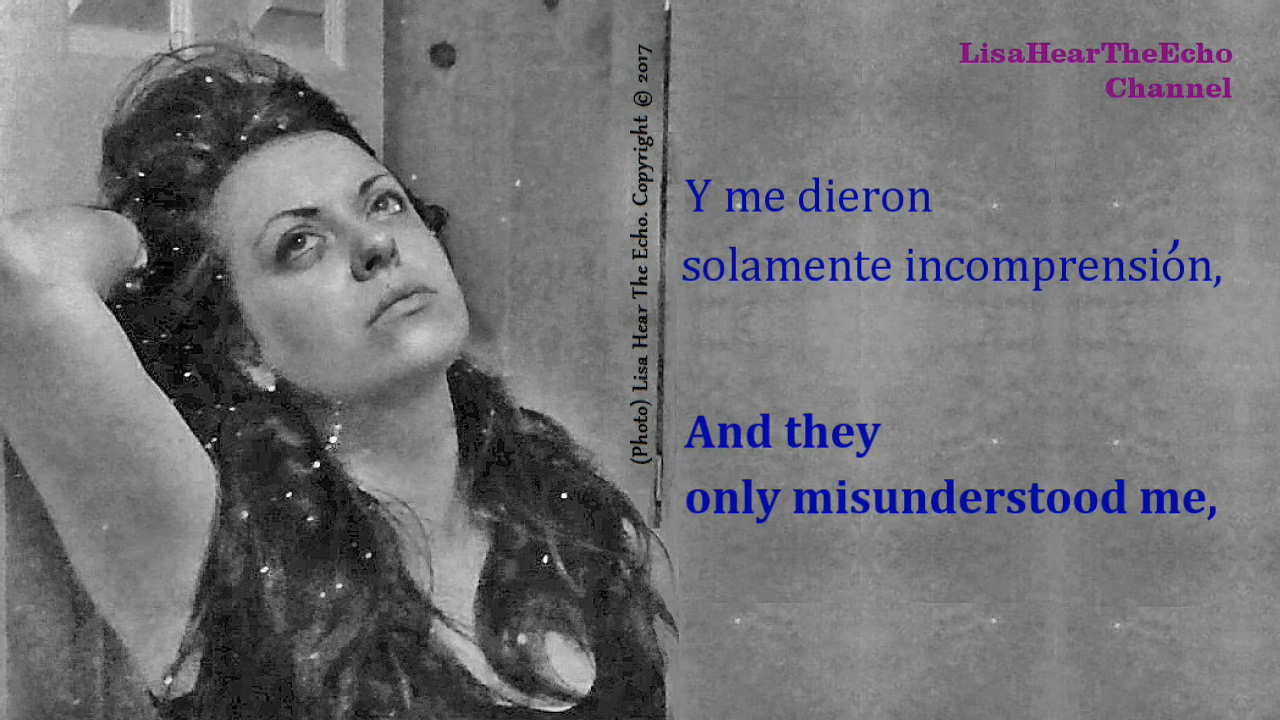 LisaHearTheEcho
Channel
(Photo) Lisa Hear The Echo. Copyright © 2017
Y me dieron
solamente incomprensión,
And they
only misunderstood me,